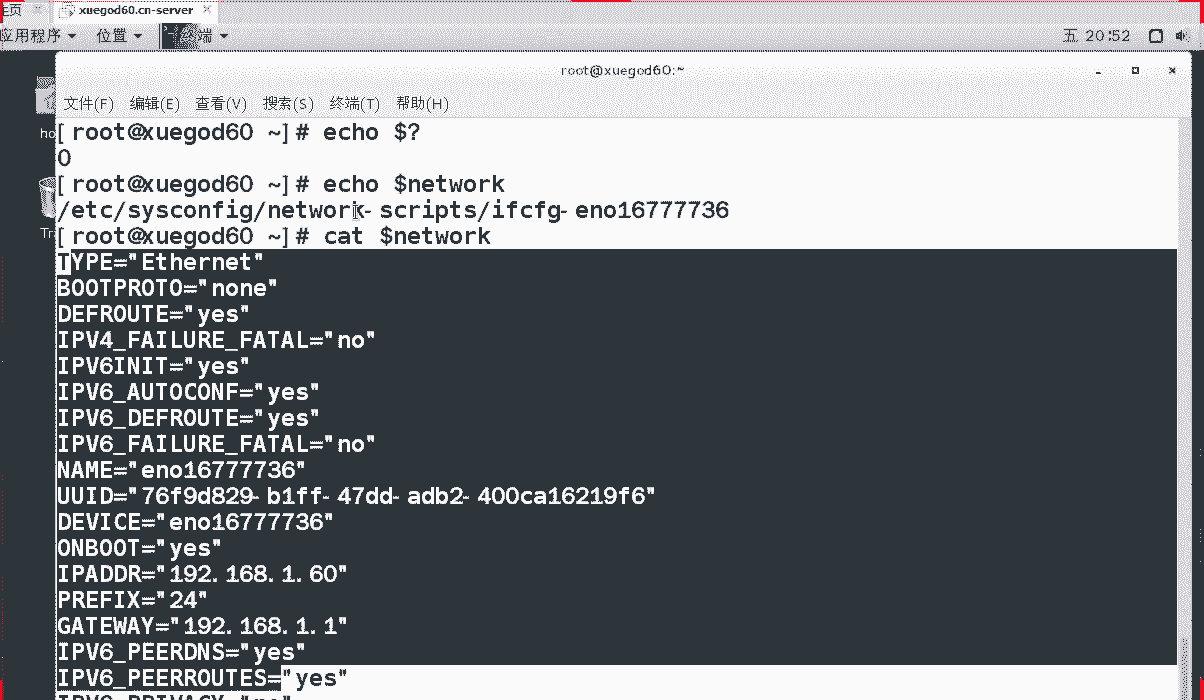 主页 xuegod60.cn-server
应用程序 位置 终端 五 20:52
root@xuegod60:~
文件(F) 编辑(E) 查看(V) 搜索(S) 终端(T) 帮助(H)
ho
Tr
[root@xuegod60 ~]# echo $?
0
[root@xuegod60 ~]# echo $network
/etc/sysconfig/network-scripts/ifcfg-eno16777736
[root@xuegod60 ~]# cat $network
TYPE="Ethernet"
BOOTPROTO="none"
DEFROUTE="yes"
IPV4_FAILURE_FATAL="no"
IPV6INIT="yes"
IPV6_AUTOCONF="yes"
IPV6_DEFROUTE="yes"
IPV6_FAILURE_FATAL="no"
NAME="eno16777736"
UUID="76f9d829-b1ff-47dd-adb2-400ca16219f6"
DEVICE="eno16777736"
ONBOOT="yes"
IPADDR="192.168.1.60"
PREFIX="24"
GATEWAY="192.168.1.1"
IPV6_PEERDNS="yes"
IPV6_PEERROUTES="yes"
IPV6_PRIVACY="no"